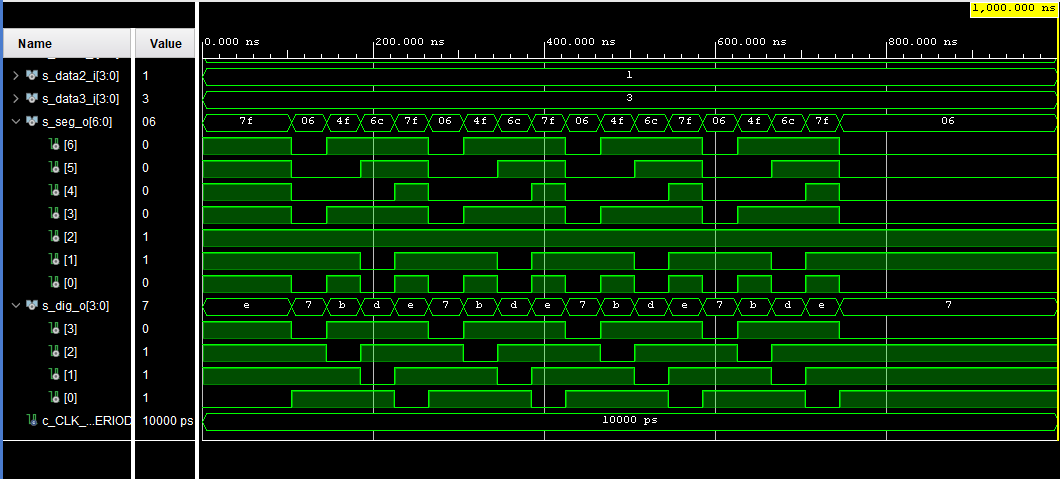 1,000.000 ns
Name Value 0.000 ns 200.000 ns 400.000 ns 600.000 ns 800.000 ns
s_data2_i[3:0] 1 1
s_data3_i[3:0] 3 3
s_seg_o[6:0] 06 7f 06 4f 6c 7f 06 4f 6c 7f 06 4f 6c 7f 06 4f 6c 7f 06
[6] 0
[5] 0
[4] 0
[3] 0
[2] 1
[1] 1
[0] 0
s_dig_o[3:0] 7 e 7 b d e 7 b d e 7 b d e 7 b d e 7
[3] 0
[2] 1
[1] 1
[0] 1
c_CLK_...ERIOD 10000 ps 10000 ps